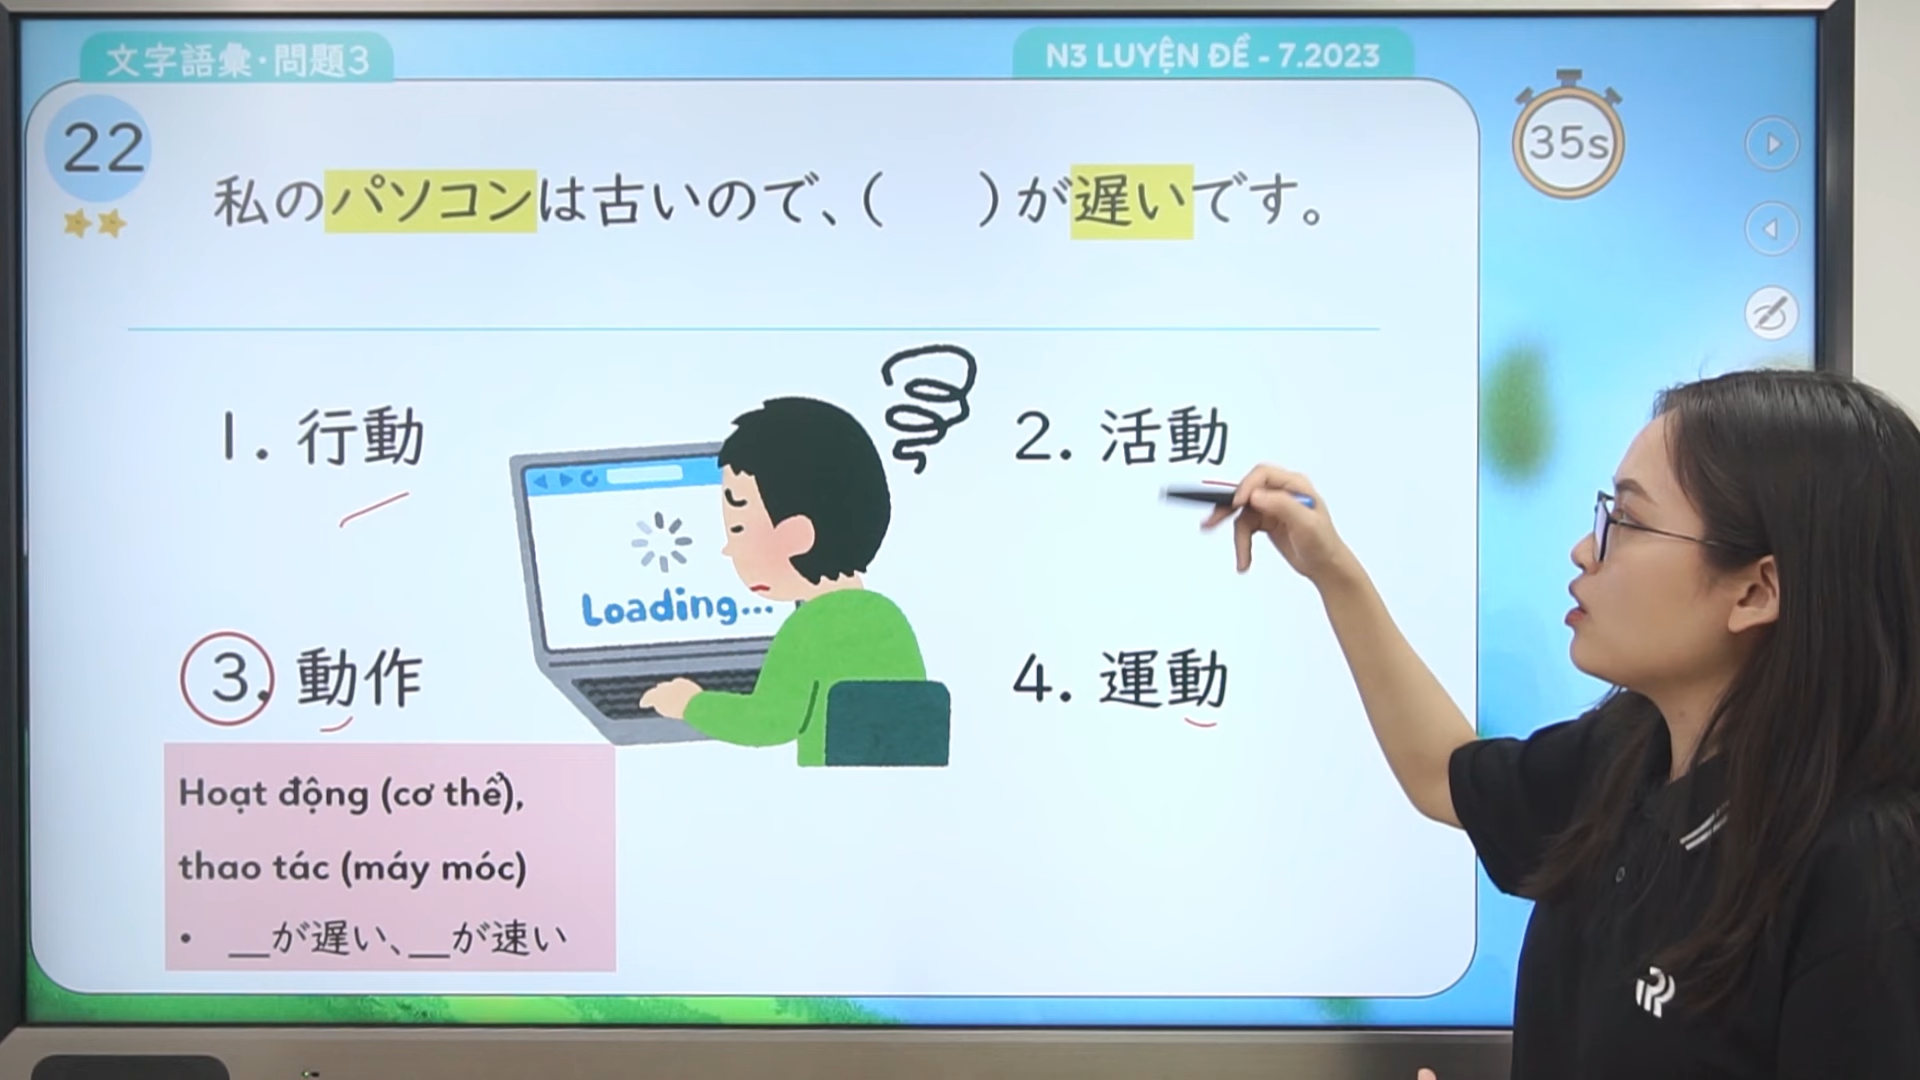 文字語彙・問題3
N3 LUYỆN ĐỀ - 7.2023
22
35s
私のパソコンは古いので、(　　)が遅いです。
1. 行動
2. 活動
Loading...
3. 動作
4. 運動
Hoạt động (cơ thể),
thao tác (máy móc)
• __が遅い、__が速い